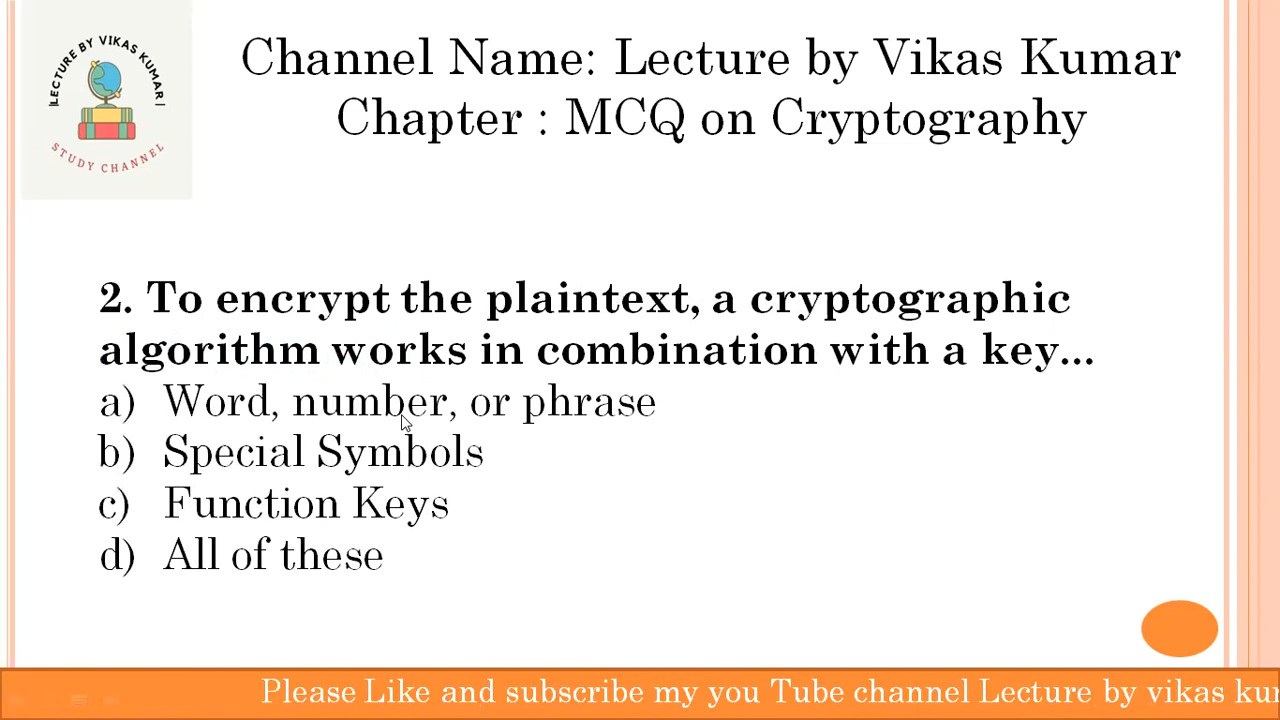 LECTURE BY VIKAS KUMAR
STUDY CHANNEL
Channel Name: Lecture by Vikas Kumar
Chapter : MCQ on Cryptography
2. To encrypt the plaintext, a cryptographic
algorithm works in combination with a key...
a) Word, number, or phrase
b) Special Symbols
c) Function Keys
d) All of these
Please Like and subscribe my you Tube channel Lecture by vikas kur